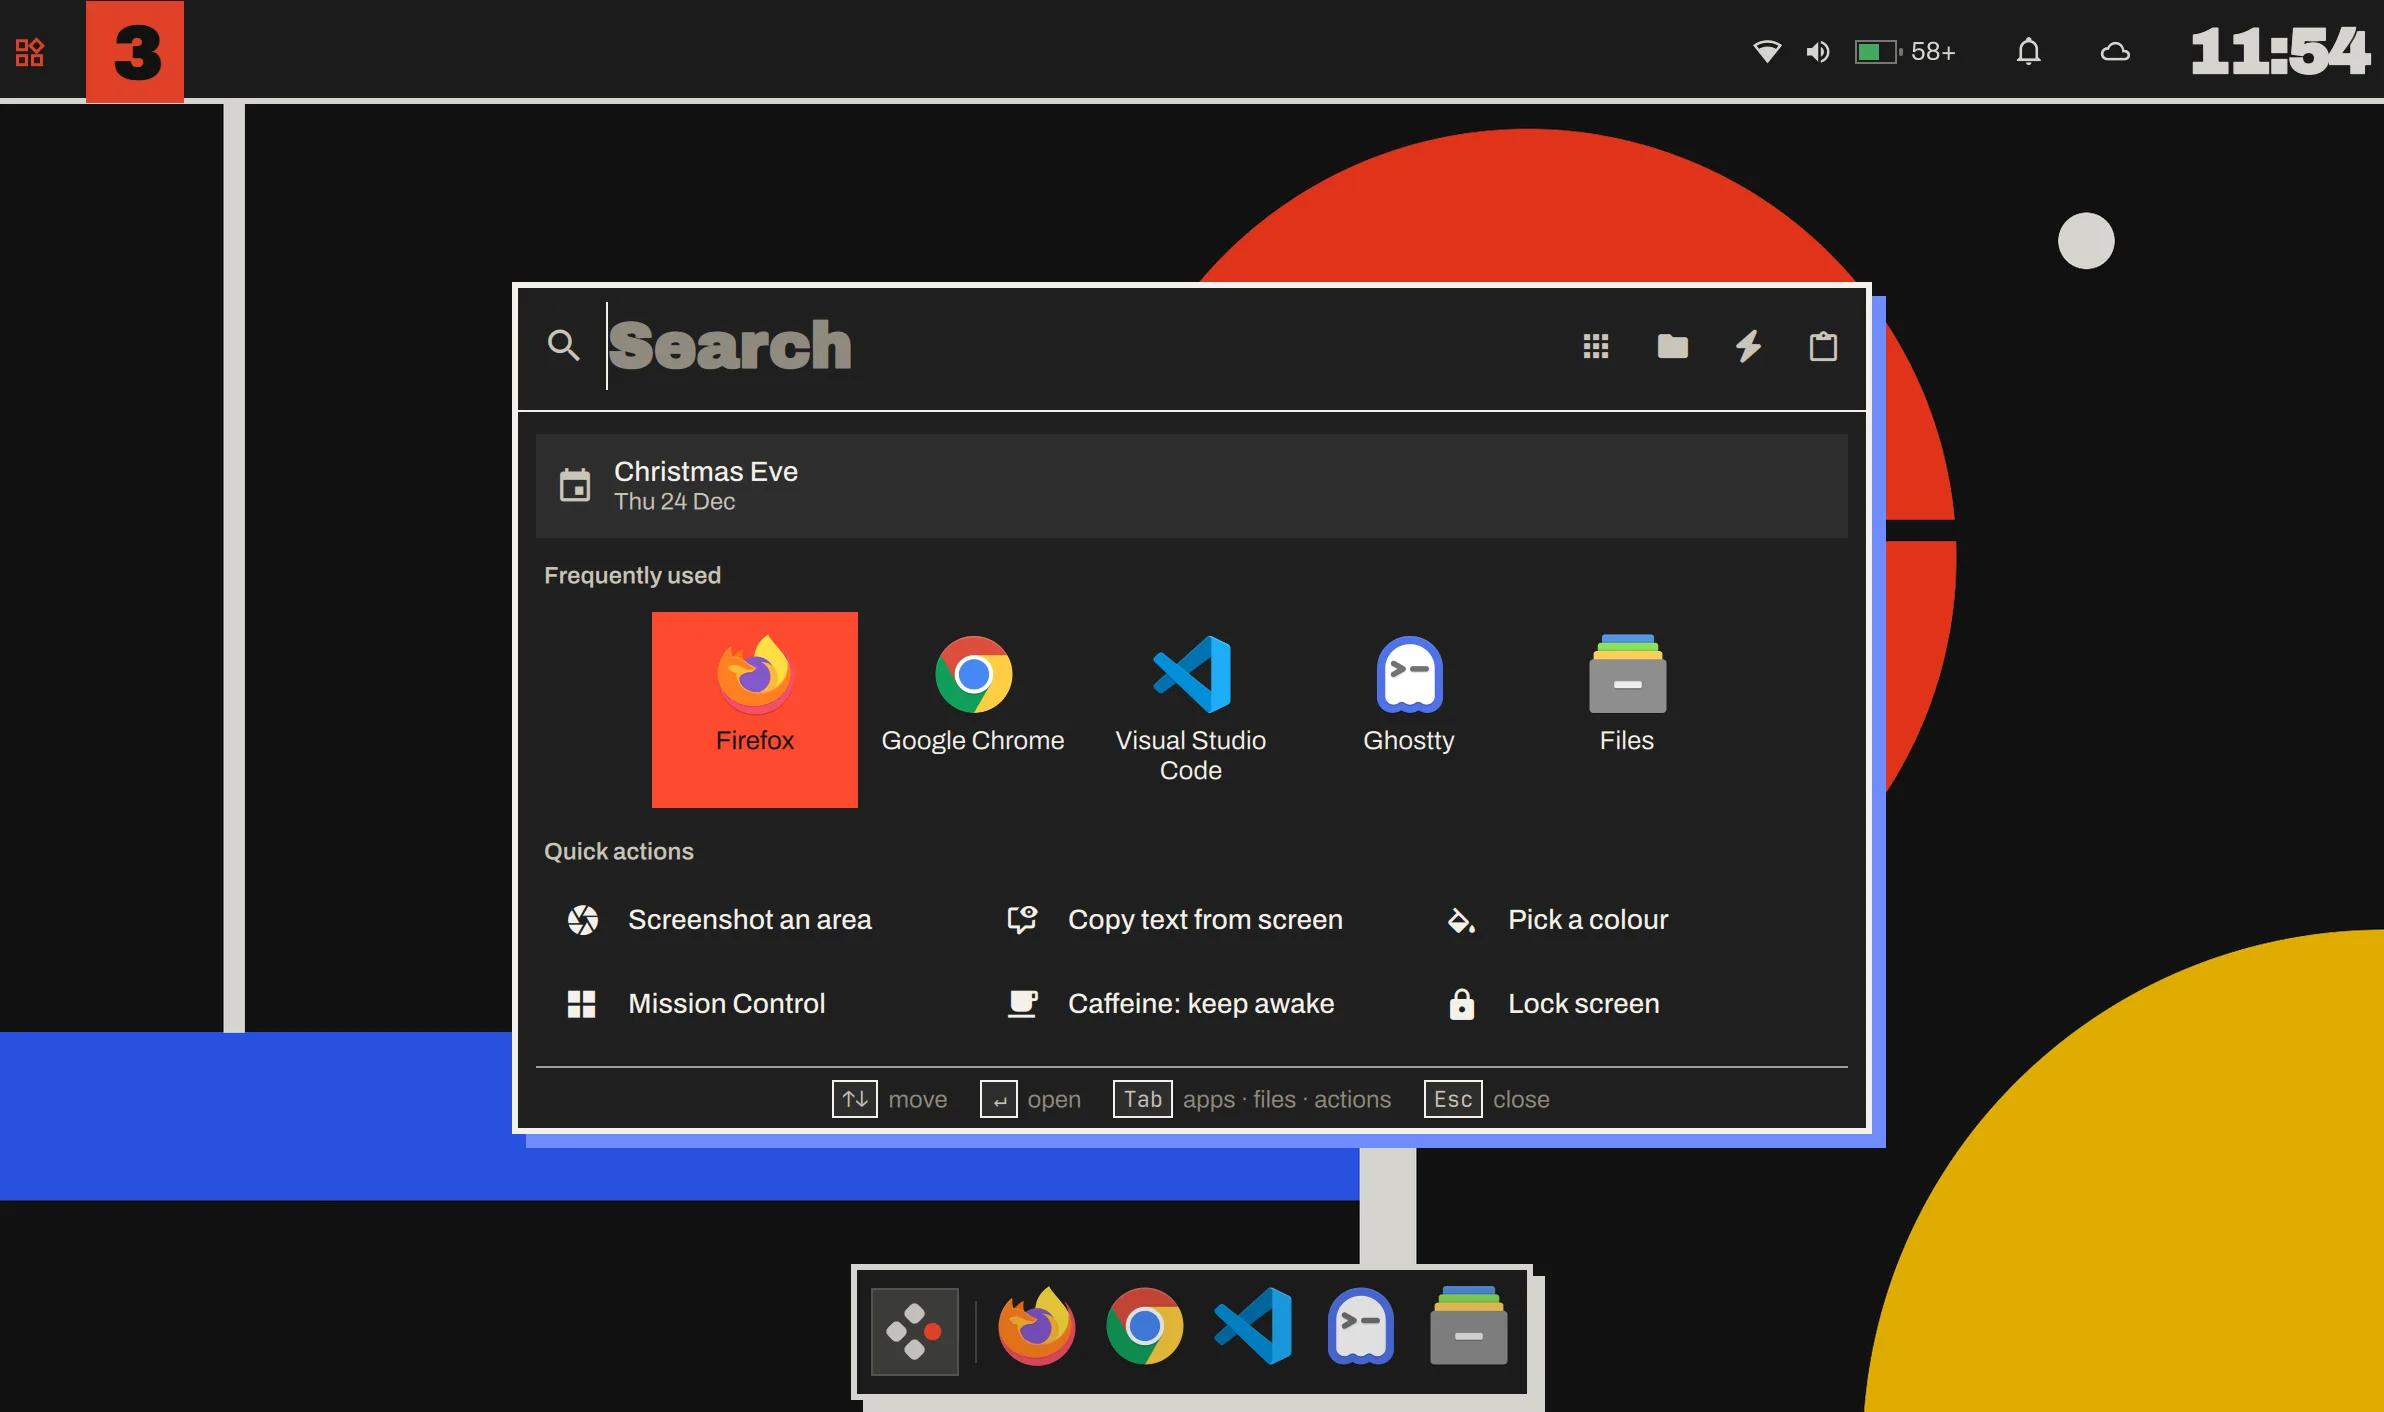 3
58+
11:54
Search
Christmas Eve
Thu 24 Dec
Frequently used
Firefox
Google Chrome
Visual Studio
Code
Ghostty
Files
Quick actions
Screenshot an area
Copy text from screen
Pick a colour
Mission Control
Caffeine: keep awake
Lock screen
↑↓ move ↵ open Tab apps · files · actions Esc close